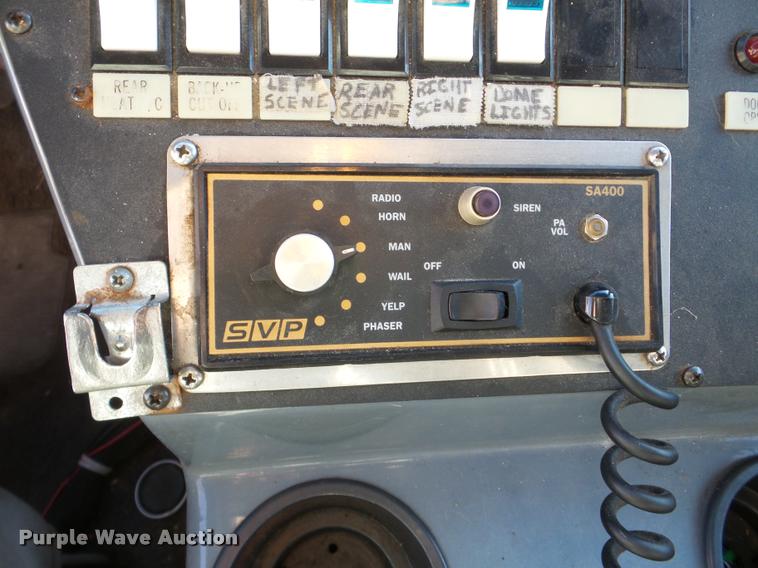 REAR
BACK-UP
CUT OFF
LEFT
SCENE
REAR
SCENE
RIGHT
SCENE
DOME
LIGHTS
SA400
RADIO
HORN
SIREN
PA
VOL
MAN
OFF
ON
WAIL
YELP
SVP
PHASER
Purple Wave Auction